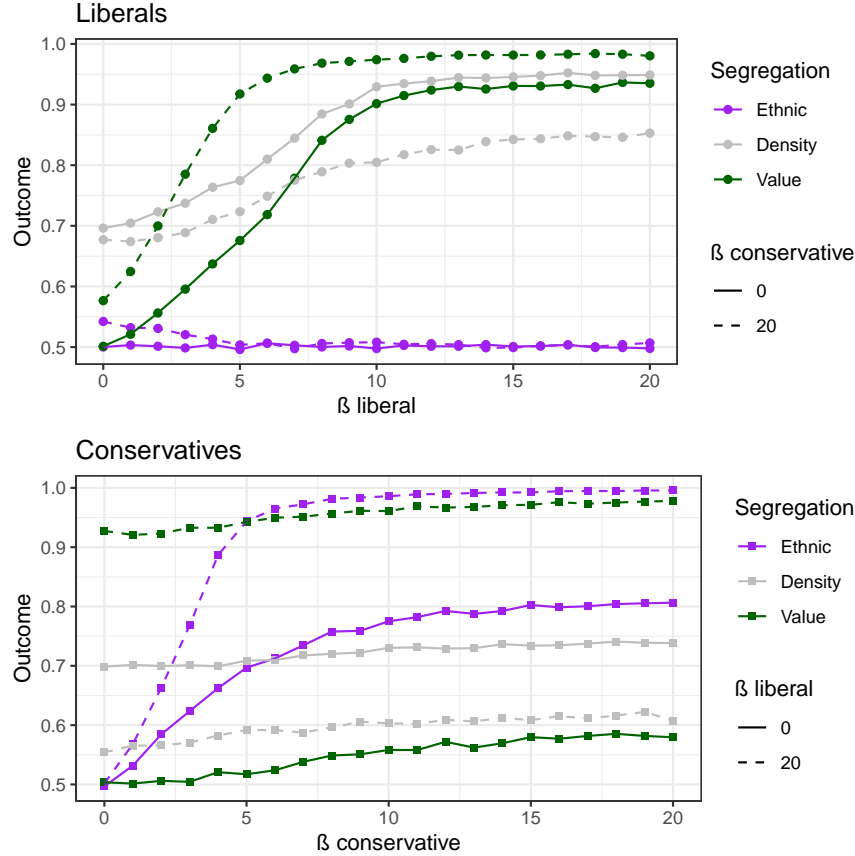 Liberals
1.0
0.9
0.8
0.7
0.6
0.5
Outcome
0
5
10
15
20
ß liberal
Segregation
Ethnic
Density
Value
ß conservative
0
20
Conservatives
1.0
0.9
0.8
0.7
0.6
0.5
Outcome
0
5
10
15
20
ß conservative
Segregation
Ethnic
Density
Value
ß liberal
0
20